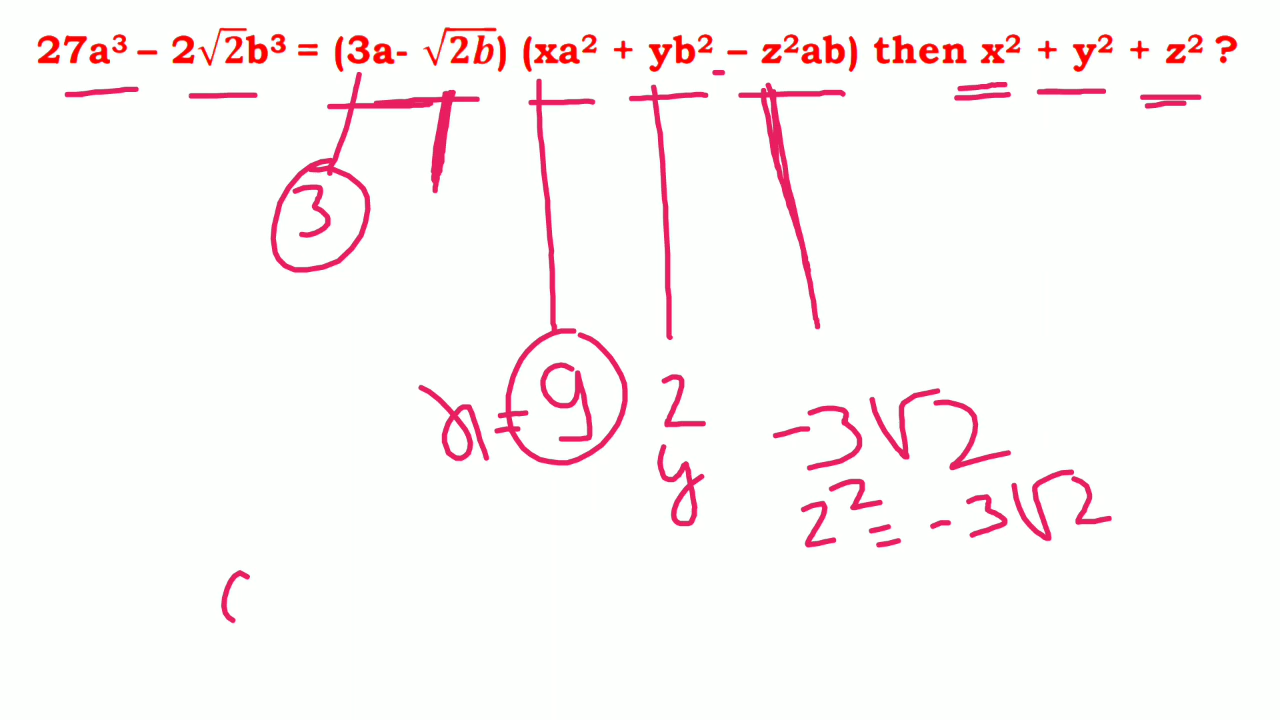 27a³ – 2√2b³ = (3a- √2b) (xa² + yb² – z²ab) then x² + y² + z² ?
3
x = 9 2 -3√2
y z² = -3√2
(